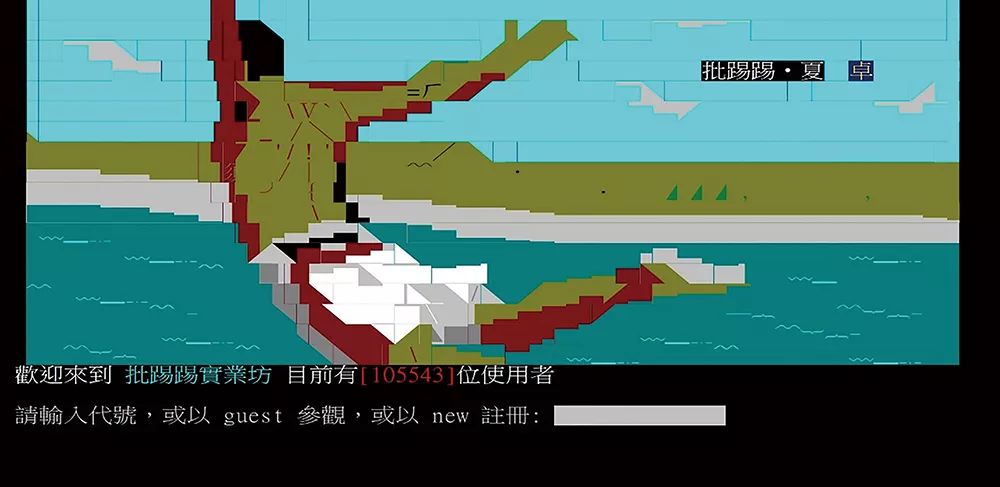 批踢踢・夏 卓
歡迎來到 批踢踢實業坊 目前有[105543]位使用者
請輸入代號，或以 guest 參觀，或以 new 註冊: